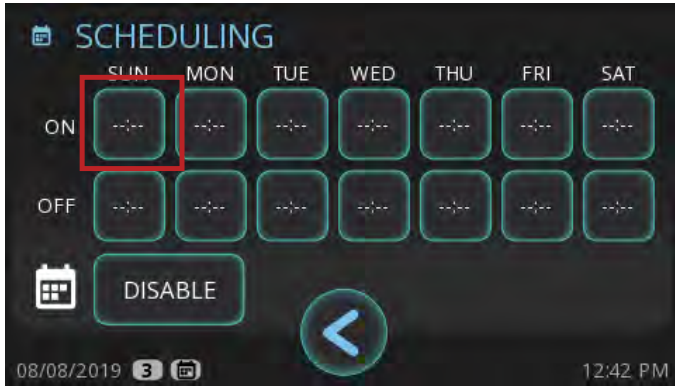 SCHEDULING
SUN MON TUE WED THU FRI SAT
ON --:-- --:-- --:-- --:-- --:-- --:-- --:--
OFF --:-- --:-- --:-- --:-- --:-- --:-- --:--
DISABLE
08/08/2019 3 12:42 PM